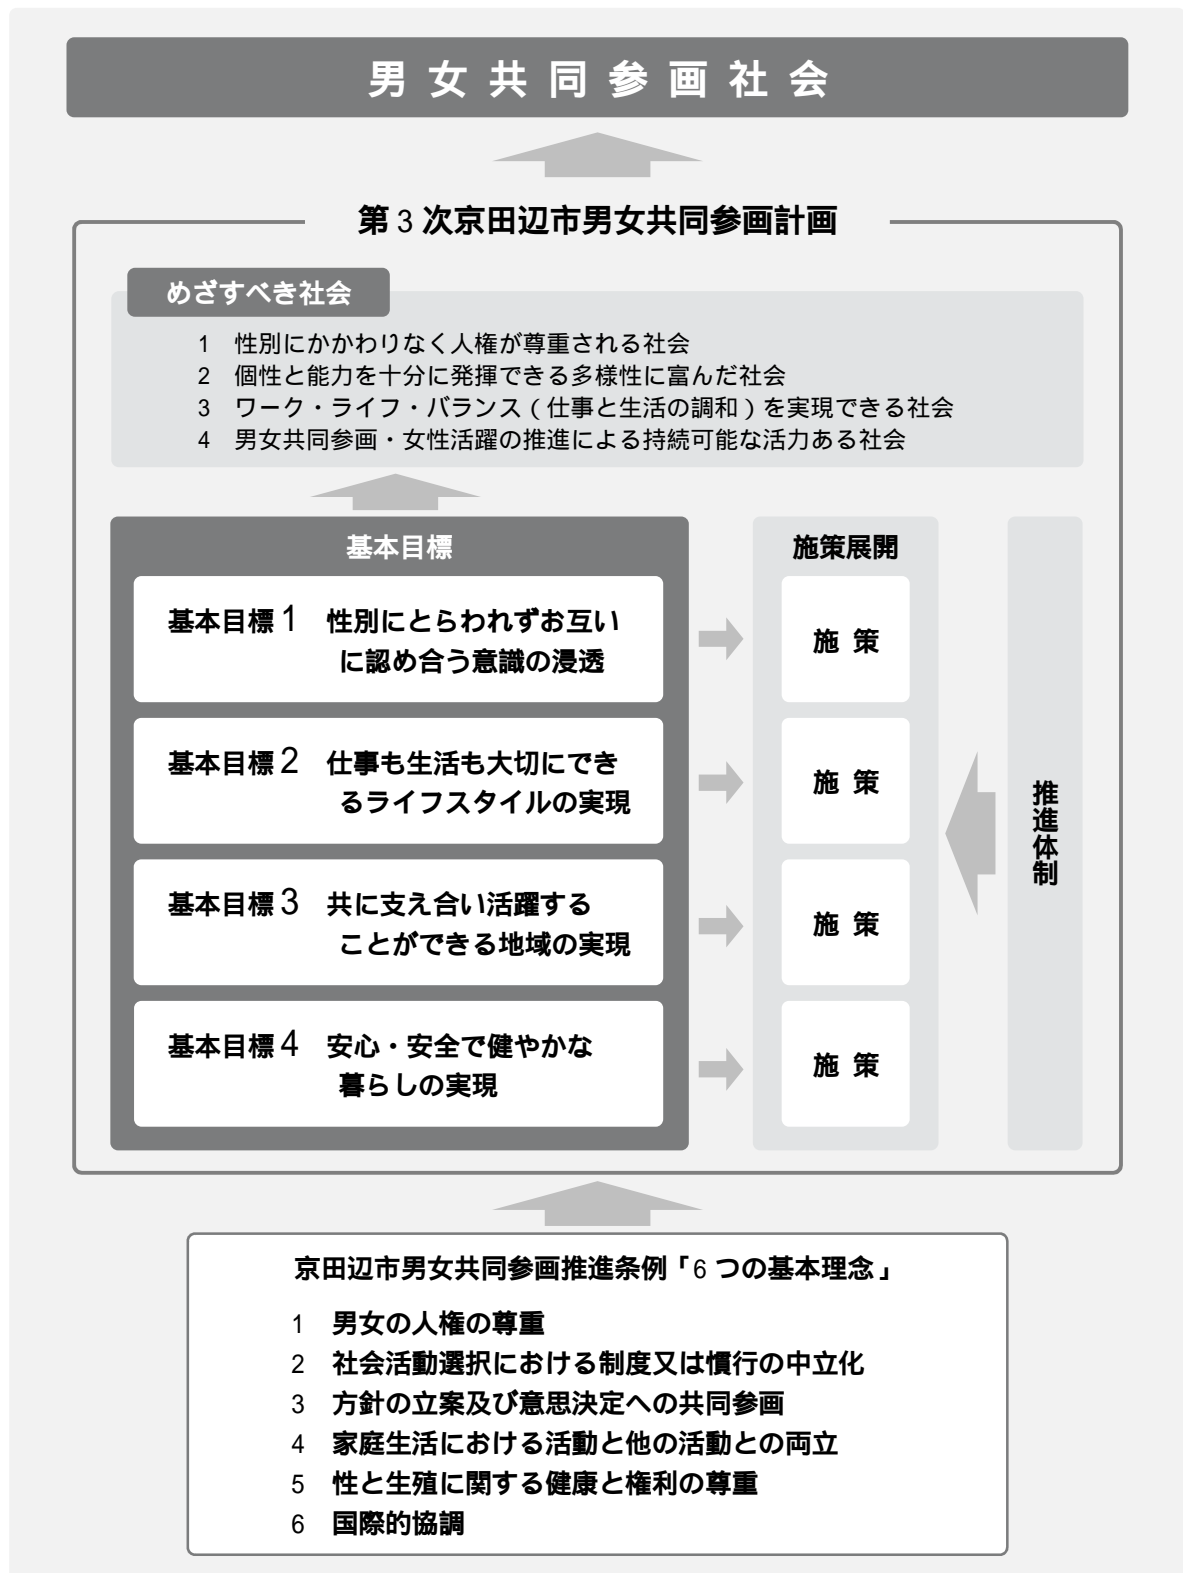 男女共同参画社会
第3次京田辺市男女共同参画計画
めざすべき社会
1 性別にかかわりなく人権が尊重される社会
2 個性と能力を十分に発揮できる多様性に富んだ社会
3 ワーク・ライフ・バランス(仕事と生活の調和)を実現できる社会
4 男女共同参画・女性活躍の推進による持続可能な活力ある社会
基本目標
基本目標1 性別にとらわれずお互い
に認め合う意識の浸透
基本目標2 仕事も生活も大切にでき
るライフスタイルの実現
基本目標3 共に支え合い活躍する
ことができる地域の実現
基本目標4 安心・安全で健やかな
暮らしの実現
施策展開
施策
施策
施策
施策
推進体制
京田辺市男女共同参画推進条例「6つの基本理念」
1 男女の人権の尊重
2 社会活動選択における制度又は慣行の中立化
3 方針の立案及び意思決定への共同参画
4 家庭生活における活動と他の活動との両立
5 性と生殖に関する健康と権利の尊重
6 国際的協調